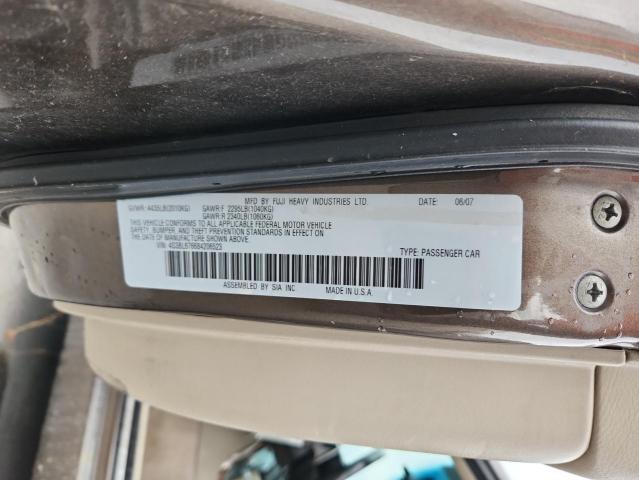 MFD BY FUJI HEAVY INDUSTRIES LTD. DATE: 06/07
GVWR: 4435LB(2010KG) GAWR:F 2295LB(1040KG)
GAWR:R 2340LB(1060KG)
THIS VEHICLE CONFORMS TO ALL APPLICABLE FEDERAL MOTOR VEHICLE
SAFETY, BUMPER, AND THEFT PREVENTION STANDARDS IN EFFECT ON
THE DATE OF MANUFACTURE SHOWN ABOVE.
VIN: 4S3BL676684206523 TYPE: PASSENGER CAR
ASSEMBLED BY SIA INC. MADE IN U.S.A.